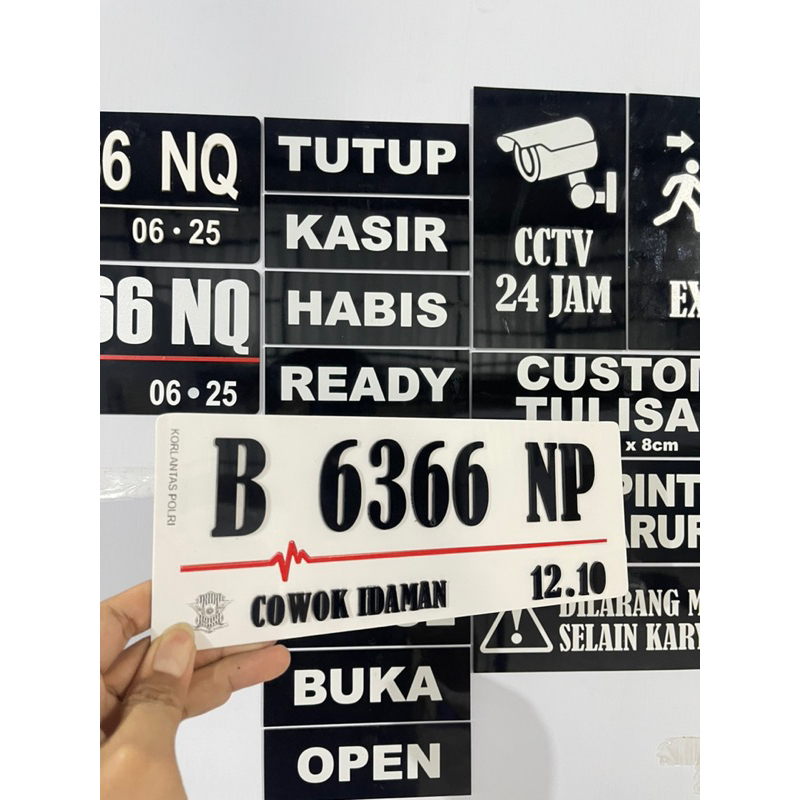 6 NQ
06 • 25
66 NQ
06 • 25
TUTUP
KASIR
HABIS
READY
CCTV
24 JAM
EX
CUSTOM
TULISA
x 8cm
PINT
ARUR
DILARANG M
SELAIN KARY
KORLANTAS POLRI
B 6366 NP
COWOK IDAMAN
12.10
BUKA
OPEN